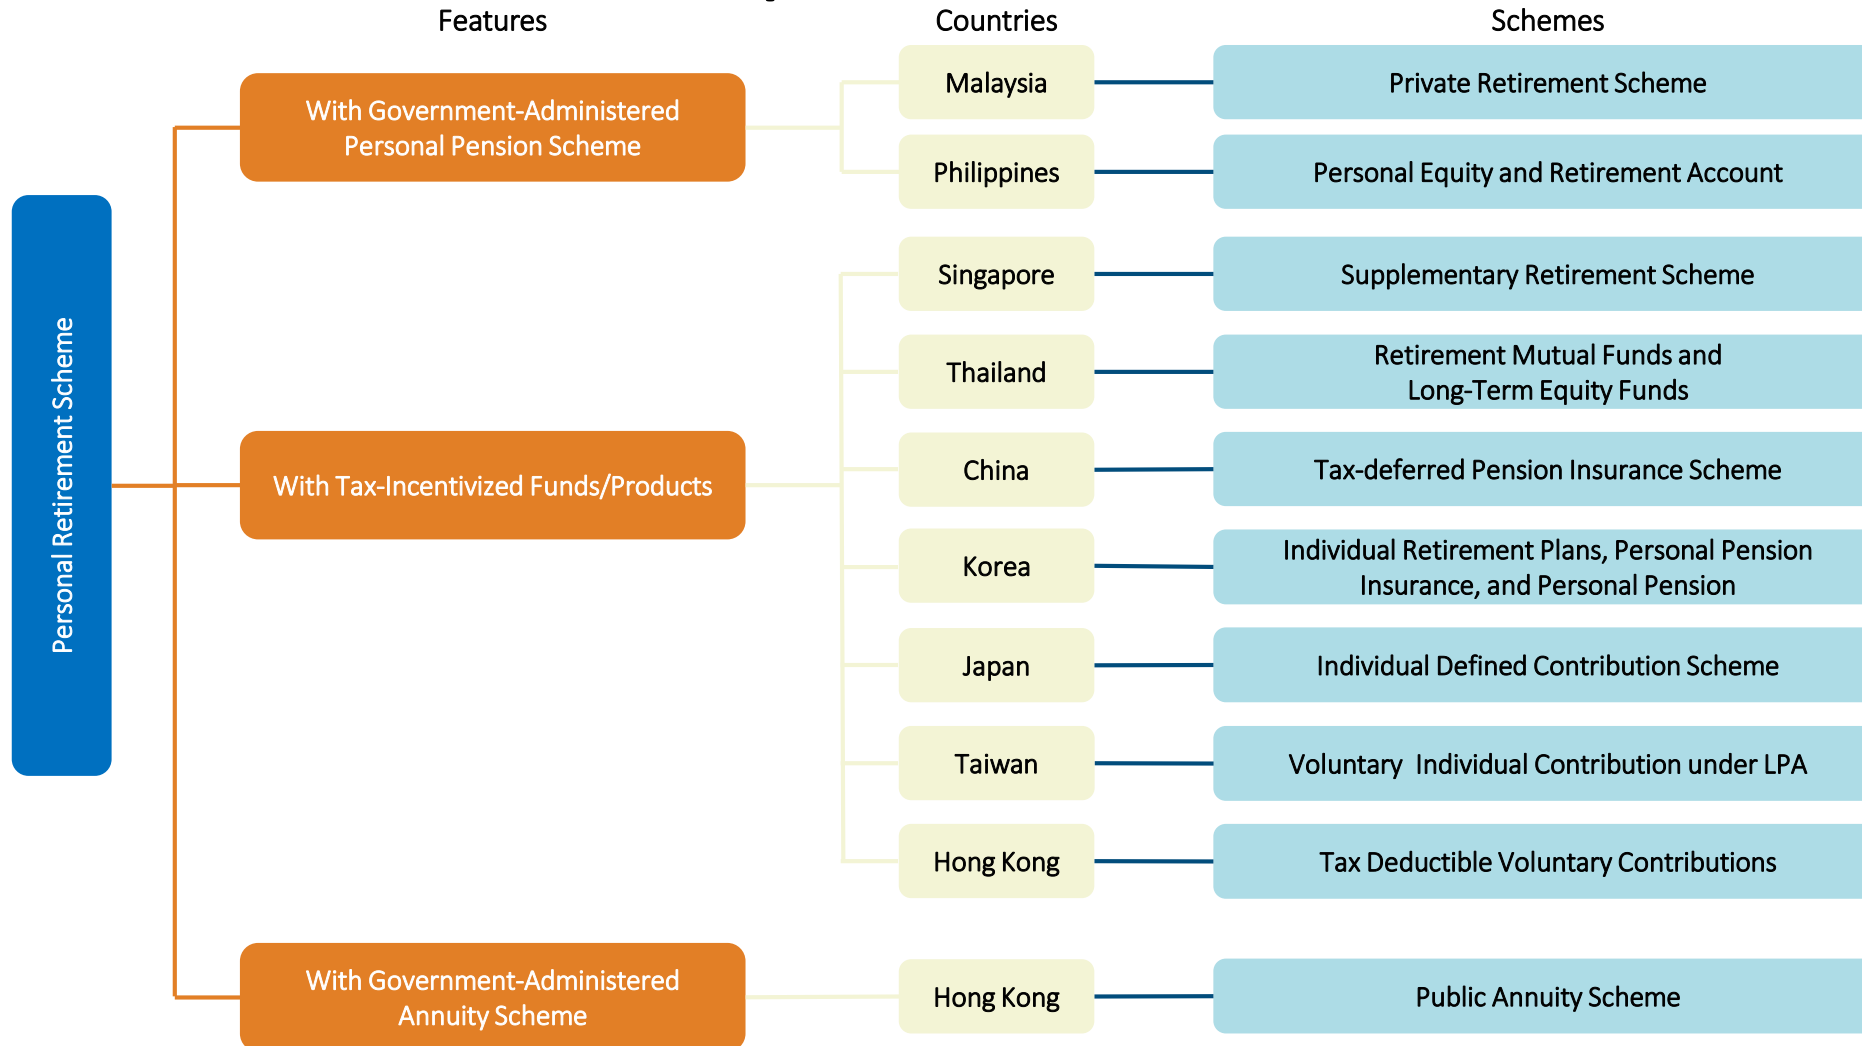 Features
Countries
Schemes
Personal Retirement Scheme
With Government-Administered
Personal Pension Scheme
Malaysia
Private Retirement Scheme
Philippines
Personal Equity and Retirement Account
With Tax-Incentivized Funds/Products
Singapore
Supplementary Retirement Scheme
Thailand
Retirement Mutual Funds and
Long-Term Equity Funds
China
Tax-deferred Pension Insurance Scheme
Korea
Individual Retirement Plans, Personal Pension
Insurance, and Personal Pension
Japan
Individual Defined Contribution Scheme
Taiwan
Voluntary  Individual Contribution under LPA
Hong Kong
Tax Deductible Voluntary Contributions
With Government-Administered
Annuity Scheme
Hong Kong
Public Annuity Scheme